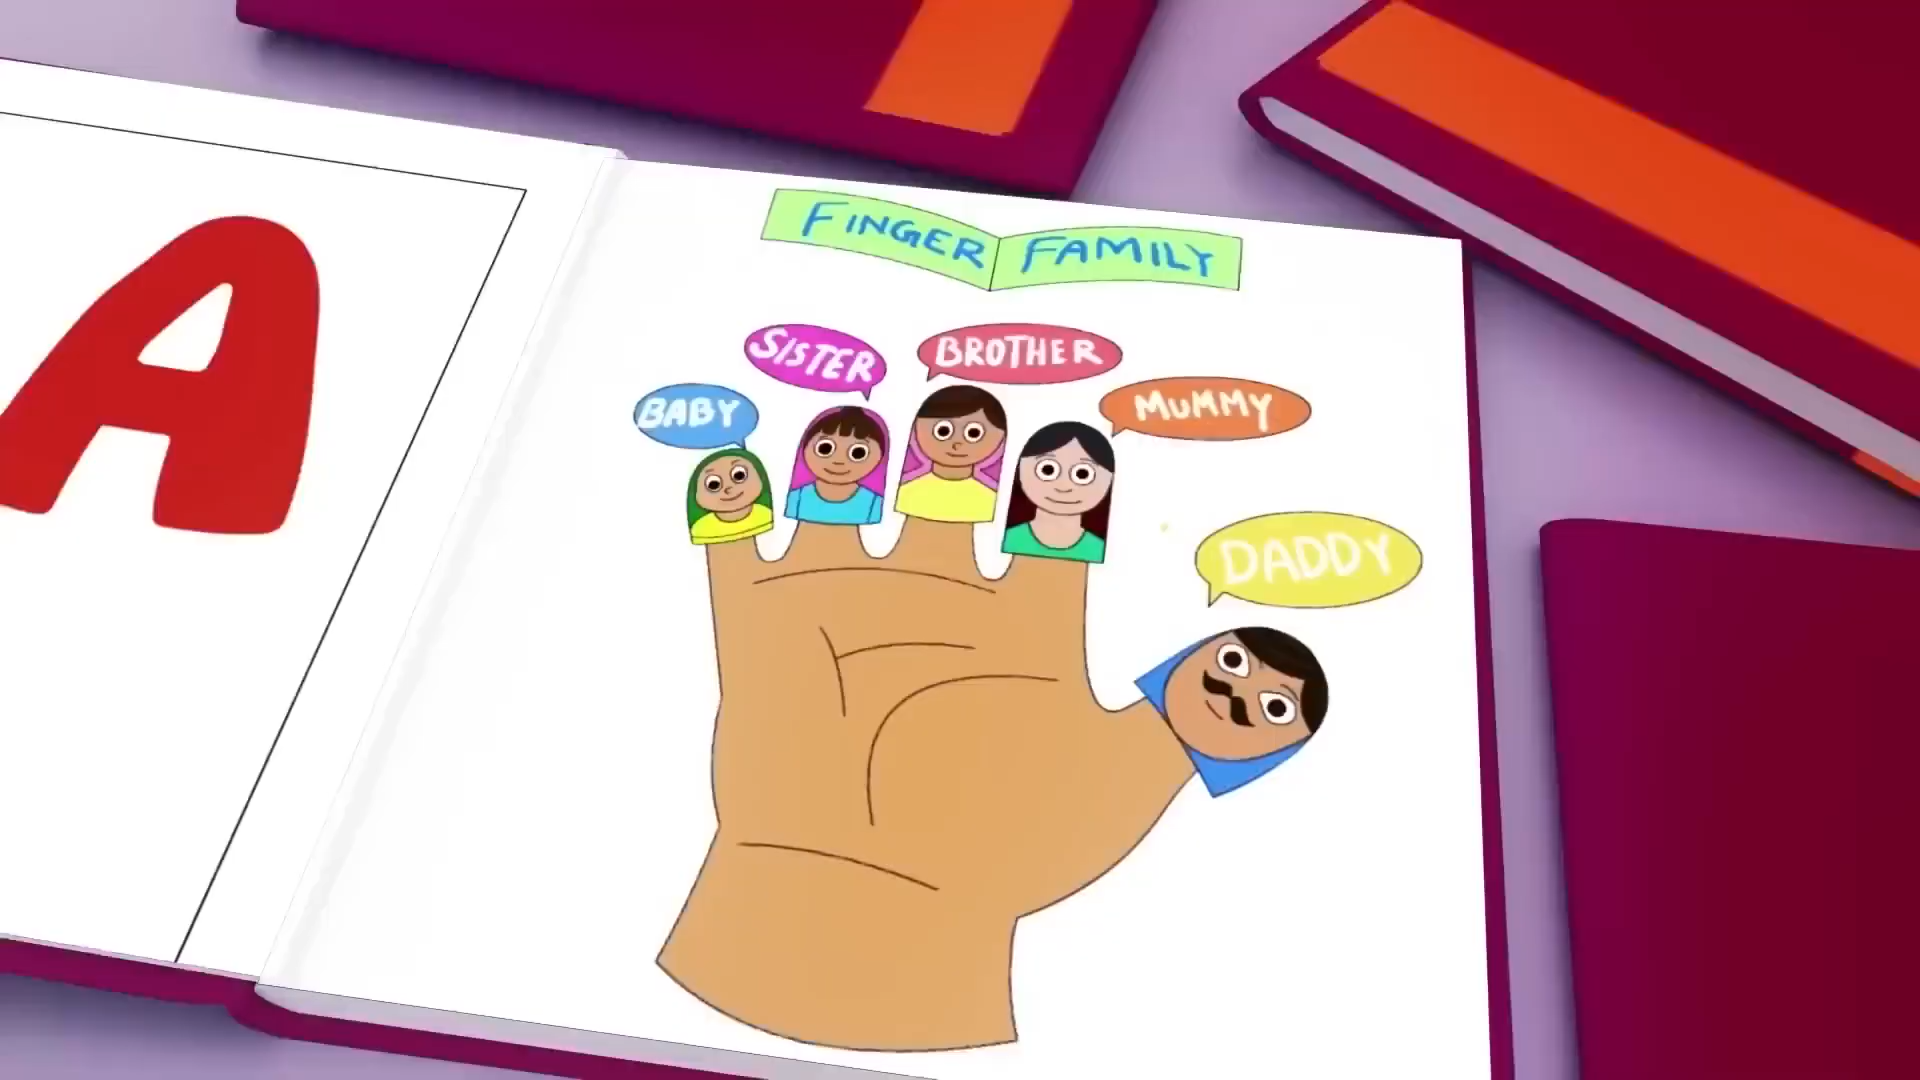 A
FINGER FAMILY
SISTER
BROTHER
BABY
MUMMY
DADDY